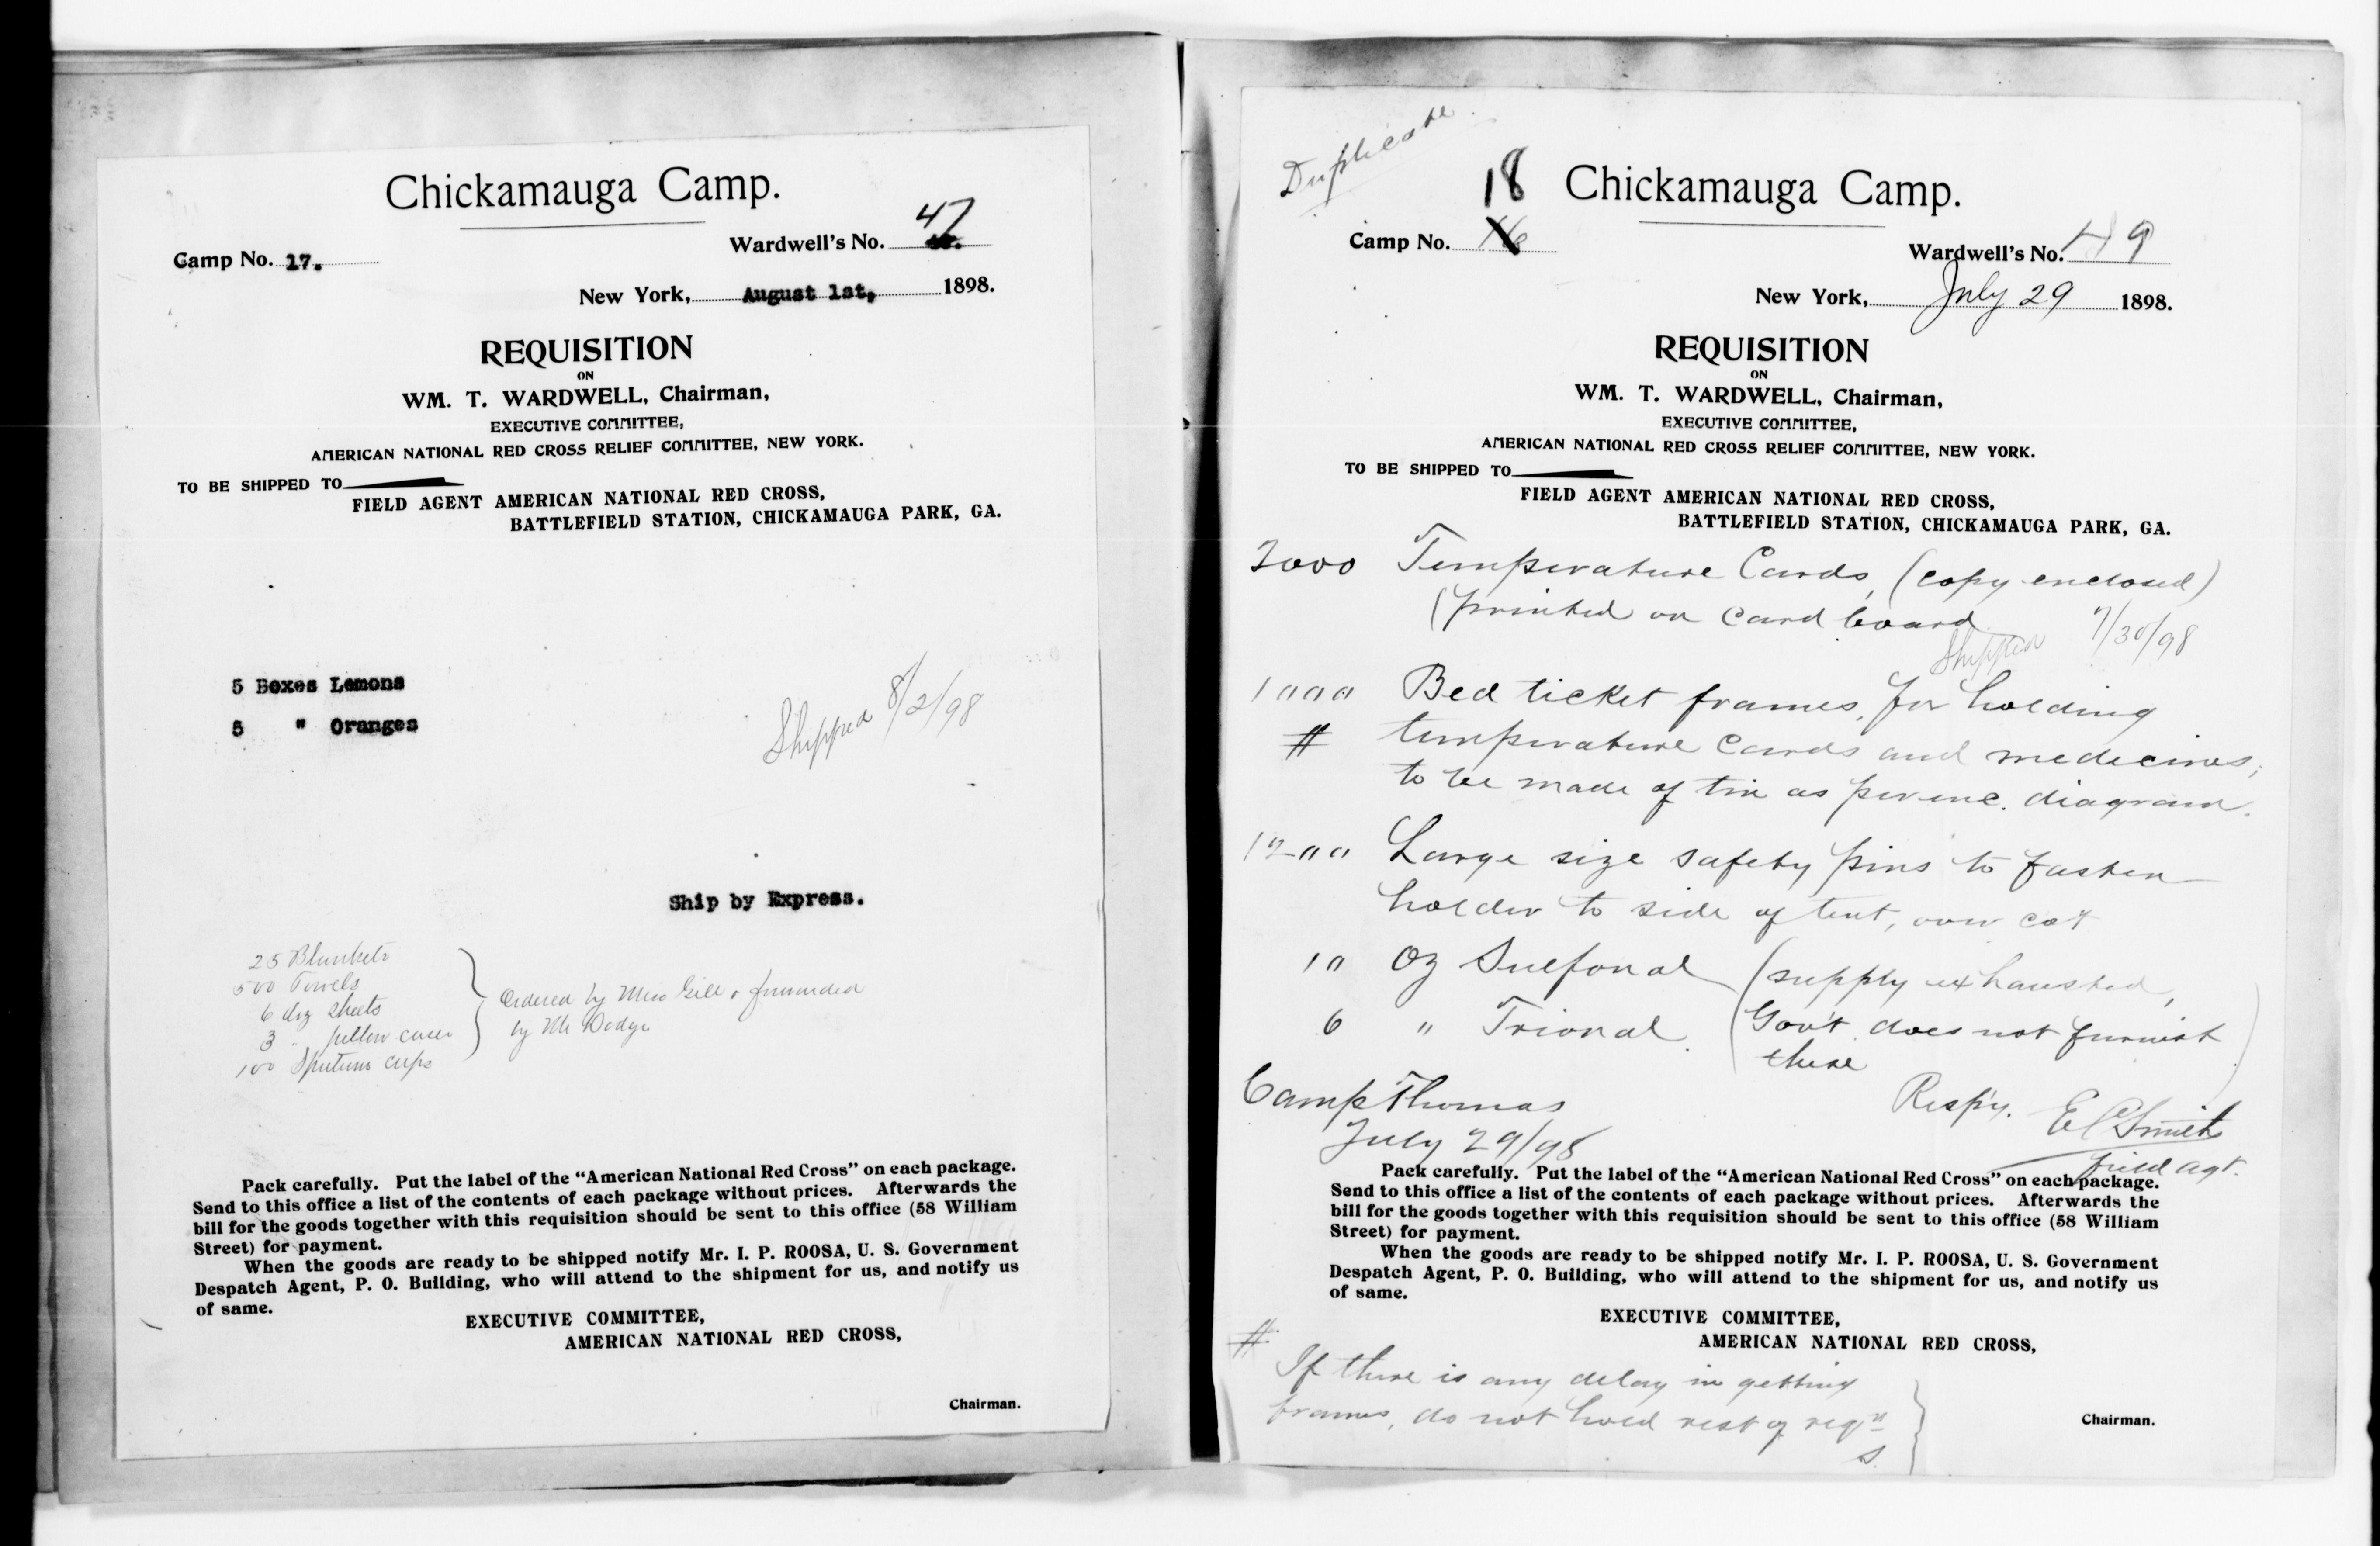 Chickamauga Camp.
47
Wardwell's No.
Camp No. 17.
New York, August 1st, 1898.
REQUISITION
ON
WM. T. WARDWELL, Chairman,
EXECUTIVE COMMITTEE,
AMERICAN NATIONAL RED CROSS RELIEF COMMITTEE, NEW YORK.
TO BE SHIPPED TO
FIELD AGENT AMERICAN NATIONAL RED CROSS,
BATTLEFIELD STATION, CHICKAMAUGA PARK, GA.
5 Boxes Lemons
5 " Oranges
Shipped 8/2/98
Ship by Express.
25 Blankets
500 Towels
6 doz Sheets
3 - pillow cases
100 Sputum cups
Ordered by Miss Gill & forwarded
by Mr Dodge
Pack carefully. Put the label of the “American National Red Cross” on each package.
Send to this office a list of the contents of each package without prices. Afterwards the
bill for the goods together with this requisition should be sent to this office (58 William
Street) for payment.
When the goods are ready to be shipped notify Mr. I. P. ROOSA, U. S. Government
Despatch Agent, P. O. Building, who will attend to the shipment for us, and notify us
of same.
EXECUTIVE COMMITTEE,
AMERICAN NATIONAL RED CROSS,
Chairman.
Duplicate
18 Chickamauga Camp.
Camp No. 16
Wardwell's No. 49
New York, July 29 1898.
REQUISITION
ON
WM. T. WARDWELL, Chairman,
EXECUTIVE COMMITTEE,
AMERICAN NATIONAL RED CROSS RELIEF COMMITTEE, NEW YORK.
TO BE SHIPPED TO
FIELD AGENT AMERICAN NATIONAL RED CROSS,
BATTLEFIELD STATION, CHICKAMAUGA PARK, GA.
2000 Temperature Cards, (copy enclosed)
(printed on card board
Shipped 7/30/98
1000 Bed ticket frames, for holding
# temperature cards and medicines;
to be made of tin as per enc. diagram.
1200 Large size safety pins to fasten
holder to side of tent, over cot
10 oz Sulfonal (supply exhausted,
6 " Trional. (Gov't does not furnish
these
Camp Thomas
July 29/98
Resp'y. E C Smith
field agt.
Pack carefully. Put the label of the “American National Red Cross” on each package.
Send to this office a list of the contents of each package without prices. Afterwards the
bill for the goods together with this requisition should be sent to this office (58 William
Street) for payment.
When the goods are ready to be shipped notify Mr. I. P. ROOSA, U. S. Government
Despatch Agent, P. O. Building, who will attend to the shipment for us, and notify us
of same.
EXECUTIVE COMMITTEE,
AMERICAN NATIONAL RED CROSS,
Chairman.
#
If there is any delay in getting
frames, do not hold rest of reqn
S.